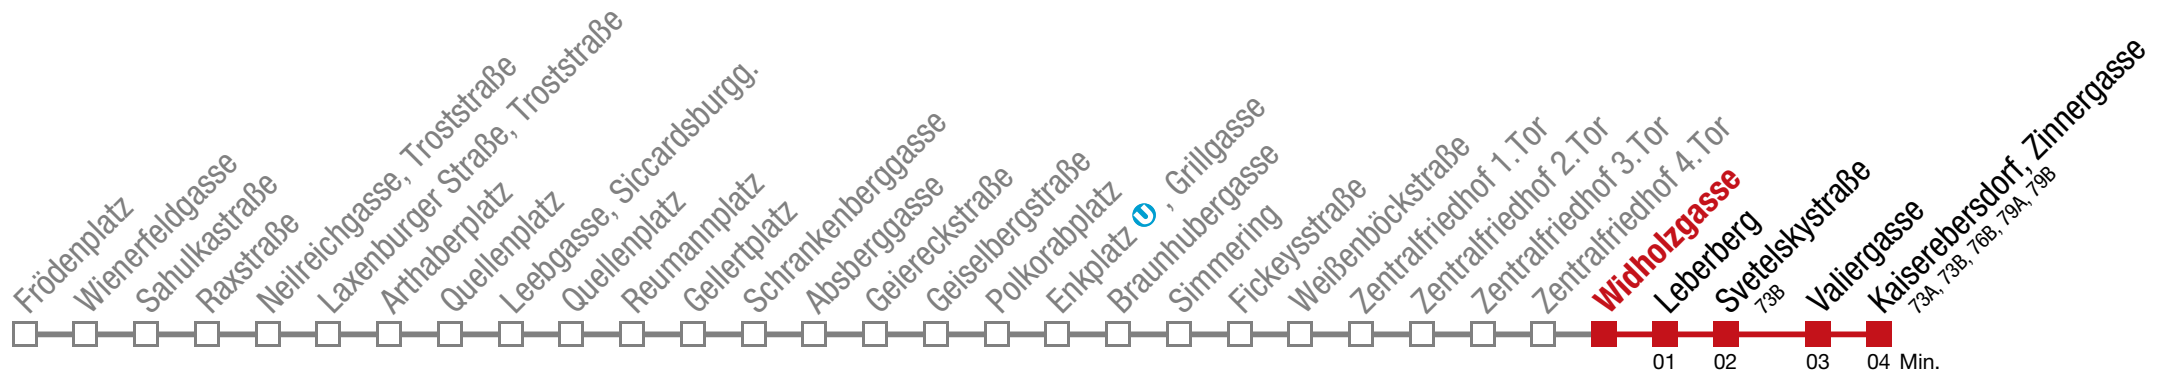 Frödenplatz
Wienerfeldgasse
Sahulkastraße
Raxstraße
Neilreichgasse, Troststraße
Laxenburger Straße, Troststraße
Arthaberplatz
Quellenplatz
Leebgasse, Siccardsburgg.
Quellenplatz
Reumannplatz
Gellertplatz
Schrankenberggasse
Absberggasse
Geiereckstraße
Geiselbergstraße
Polkorabplatz
Enkplatz U , Grillgasse
Braunhubergasse
Simmering
Fickeysstraße
Weißenböckstraße
Zentralfriedhof 1.Tor
Zentralfriedhof 2.Tor
Zentralfriedhof 3.Tor
Zentralfriedhof 4.Tor
Widholzgasse
Leberberg
Svetelskystraße
73B
Valiergasse
Kaiserebersdorf, Zinnergasse
73A, 73B, 76B, 79A, 79B
01 02 03 04 Min.